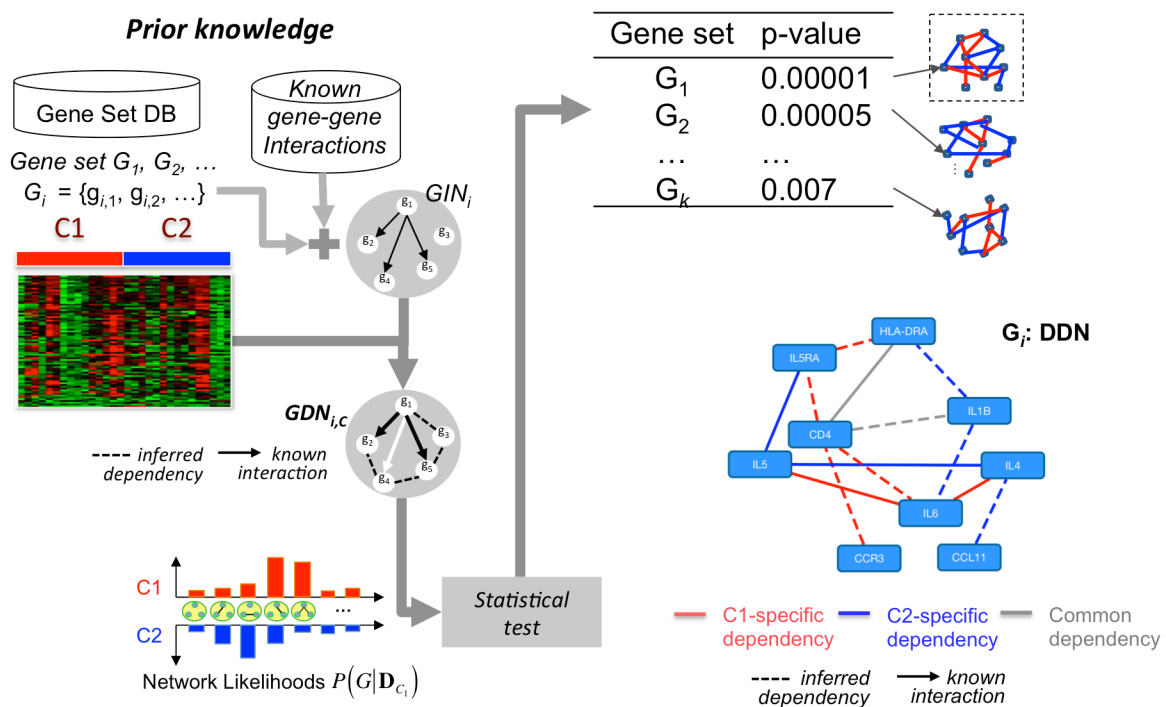 Prior knowledge
Gene Set DB
Known
gene-gene
Interactions
Gene set G1, G2, …
Gi = {gi,1, gi,2, …}
C1 C2
GINi
g1
g2
g3
g4
g5
GDNi,C
g1
g2
g3
g4
g5
inferred
dependency
known
interaction
C1
...
C2
Network Likelihoods P(G|DC1)
Statistical
test
Gene set p-value
G1 0.00001
G2 0.00005
… …
Gk 0.007
...
Gi: DDN
HLA-DRA
IL5RA
IL1B
CD4
IL5
IL4
IL6
CCR3
CCL11
C1-specific
dependency
C2-specific
dependency
Common
dependency
inferred
dependency
known
interaction